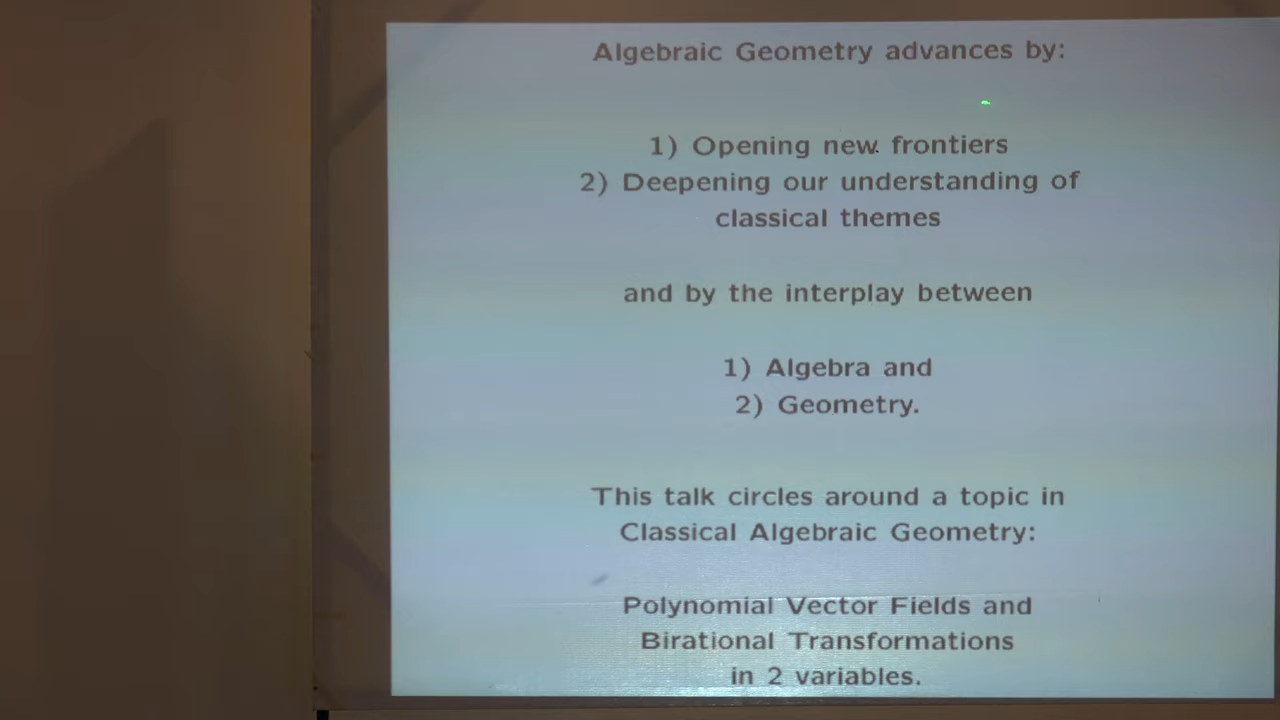 Algebraic Geometry advances by:
1) Opening new frontiers
2) Deepening our understanding of
classical themes
and by the interplay between
1) Algebra and
2) Geometry.
This talk circles around a topic in
Classical Algebraic Geometry:
Polynomial Vector Fields and
Birational Transformations
in 2 variables.